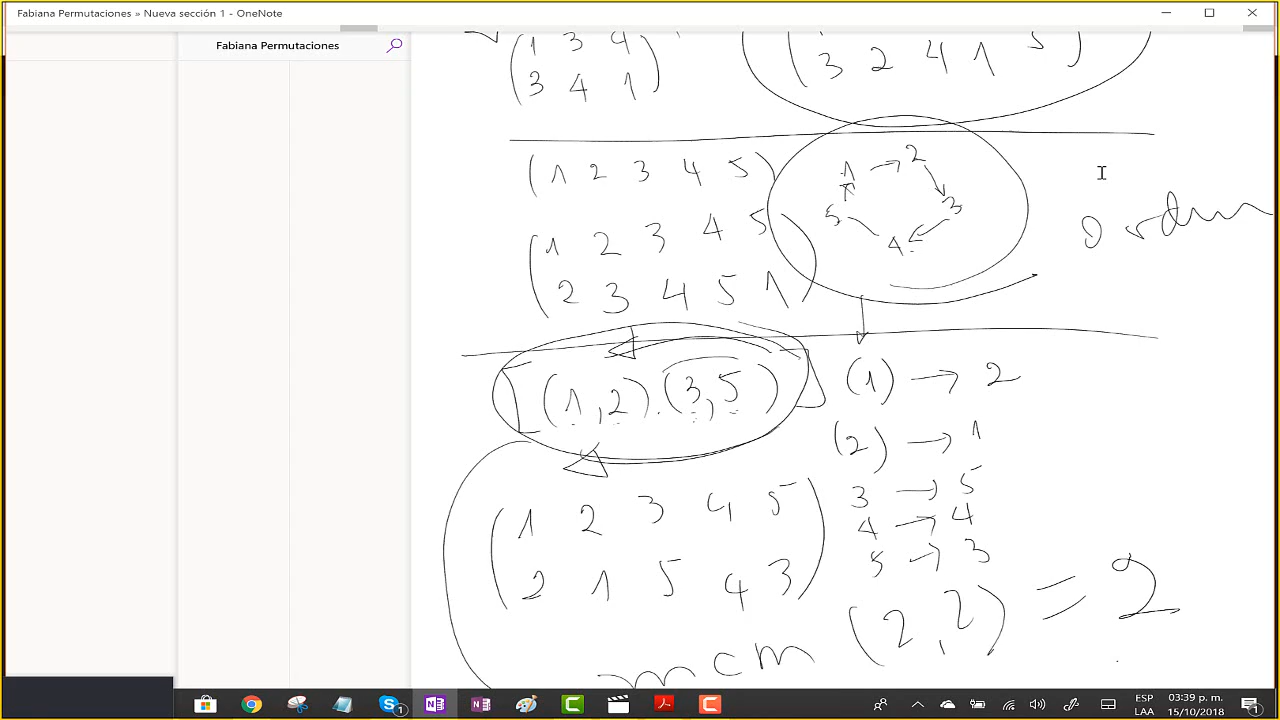 Fabiana Permutaciones » Nueva sección 1 - OneNote
Fabiana Permutaciones
1 3 4
3 4 1
3 2 4 1 5
(1 2 3 4 5)
1 → 2
3
4
5
1 2 3 4 5
2 3 4 5 1
(1,2).(3,5)
(1) → 2
(2) → 1
3 → 5
4 → 4
5 → 3
1 2 3 4 5
2 1 5 4 3
mcm (2,2) = 2
ESP
LAA
03:39 p. m.
15/10/2018
1
1